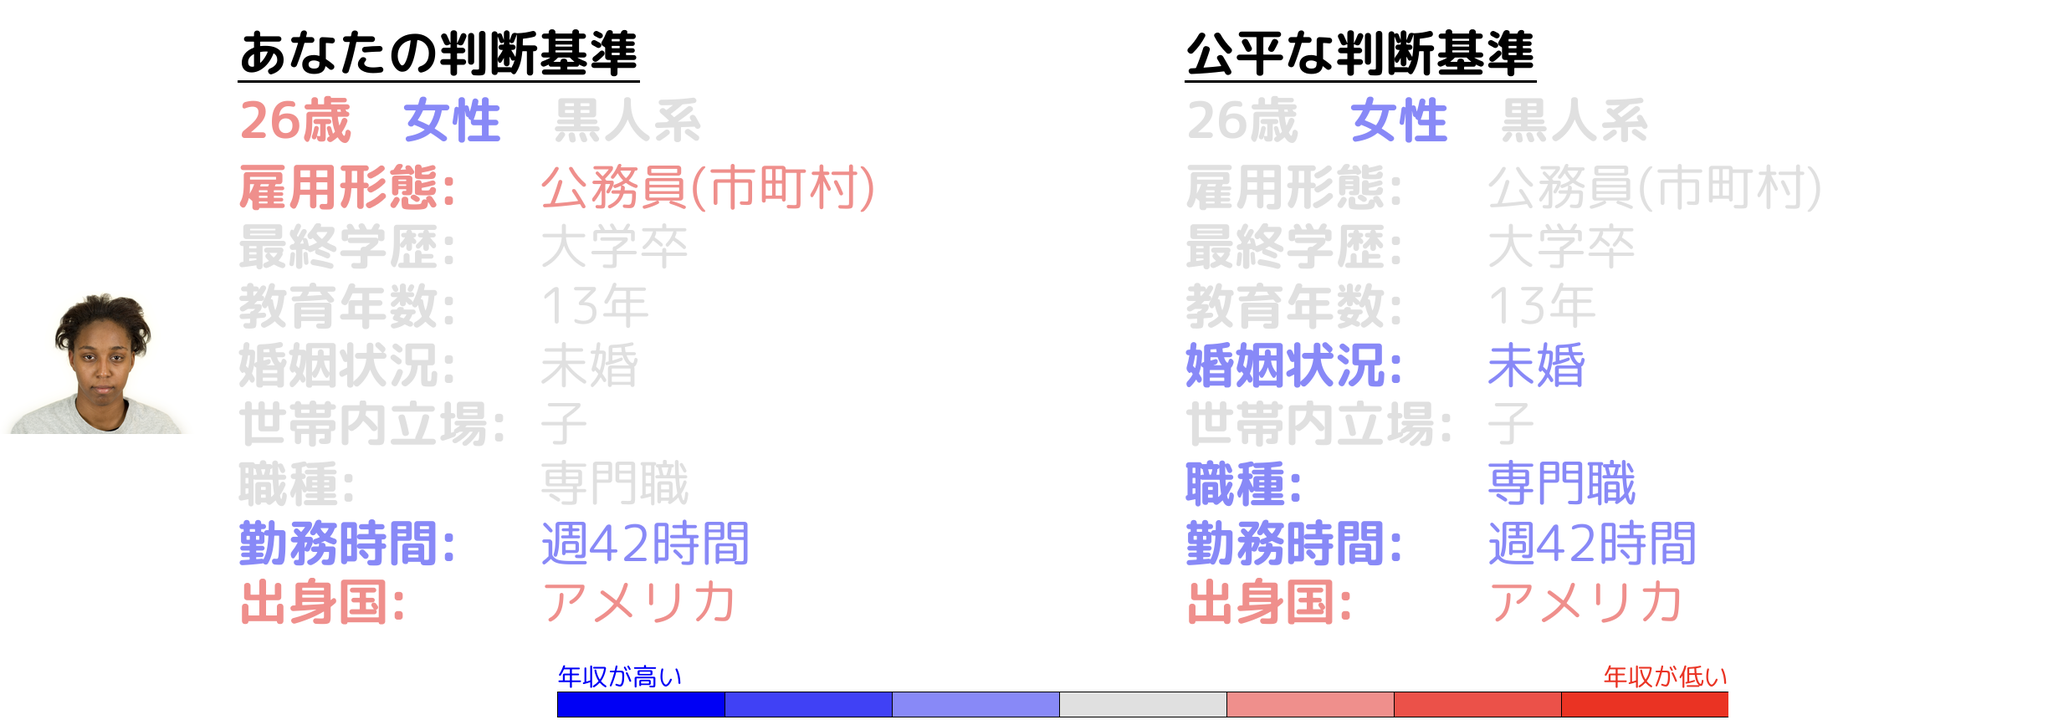 あなたの判断基準
26歳 女性 黒人系
雇用形態: 公務員(市町村)
最終学歴: 大学卒
教育年数: 13年
婚姻状況: 未婚
世帯内立場: 子
職種: 専門職
勤務時間: 週42時間
出身国: アメリカ
公平な判断基準
26歳 女性 黒人系
雇用形態: 公務員(市町村)
最終学歴: 大学卒
教育年数: 13年
婚姻状況: 未婚
世帯内立場: 子
職種: 専門職
勤務時間: 週42時間
出身国: アメリカ
年収が高い
年収が低い